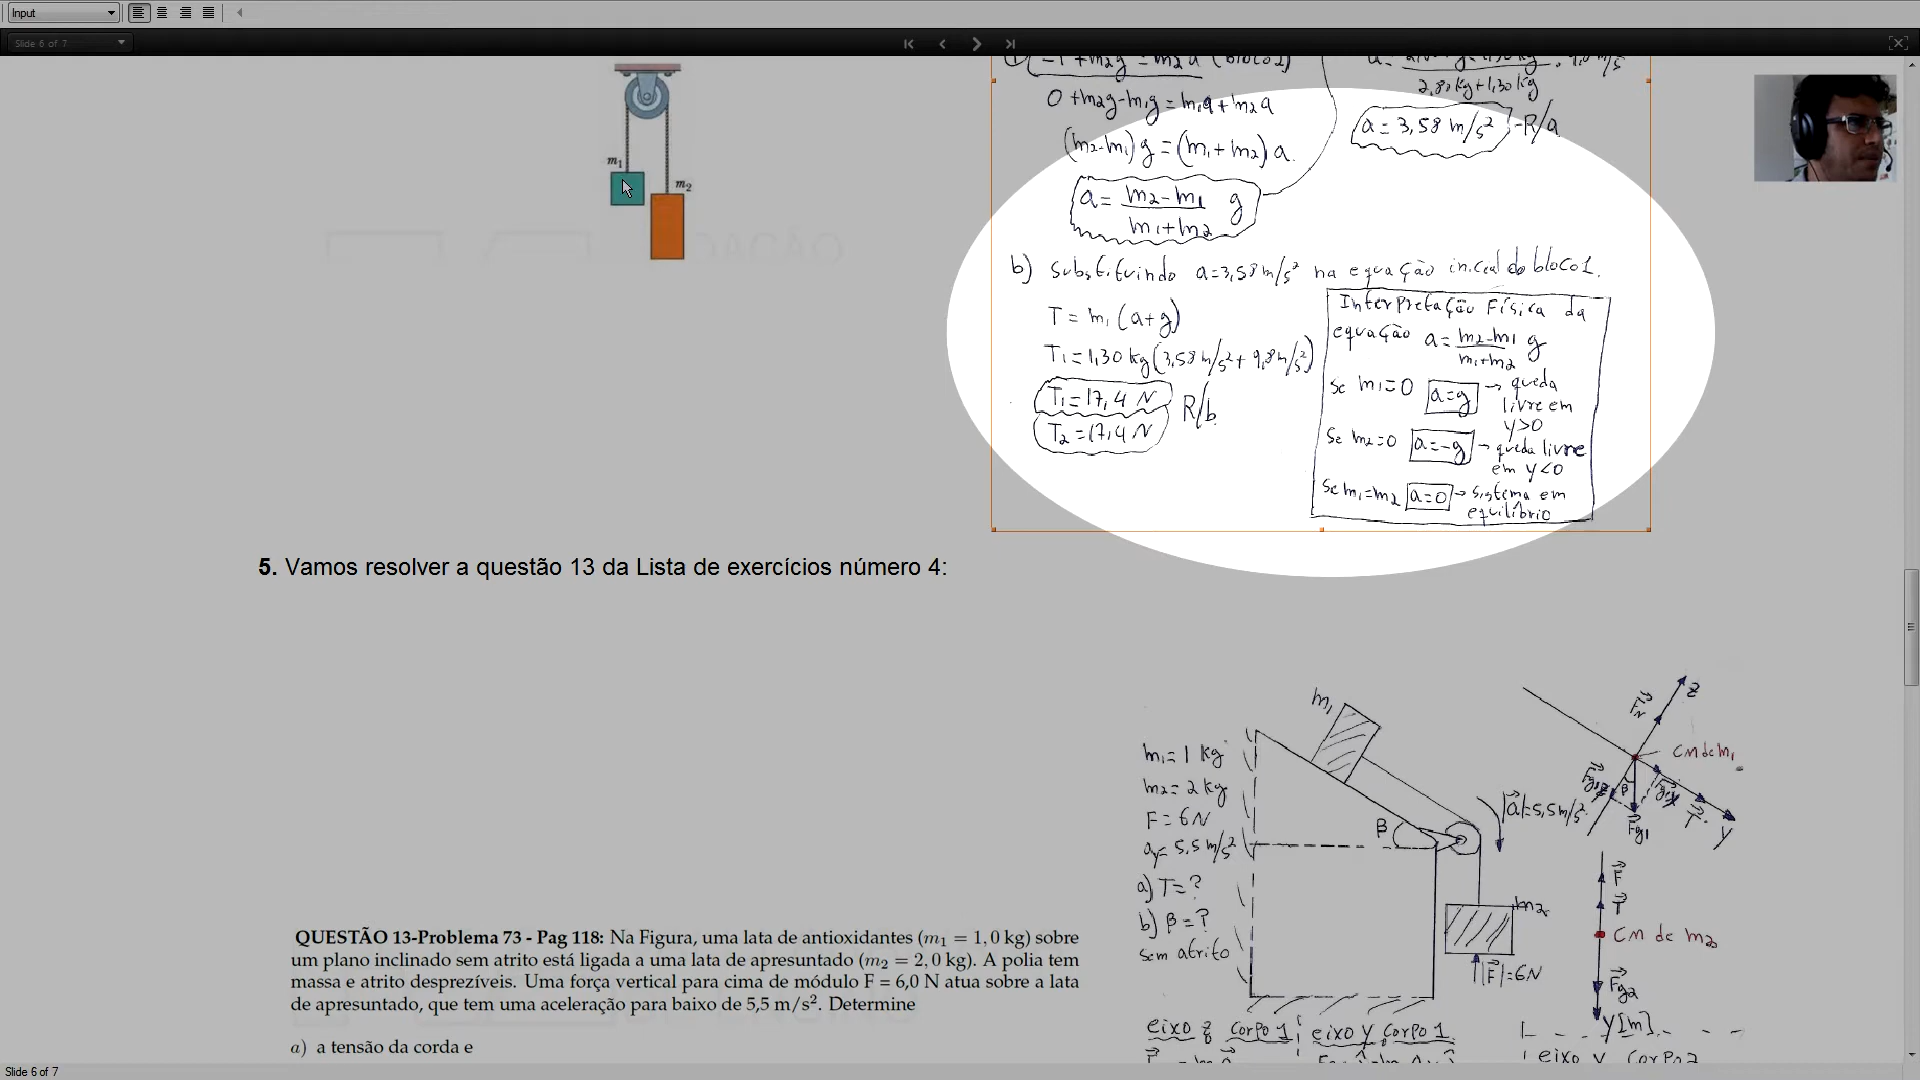 Input
Slide 6 of 7
m₁
m₂
0 + m₂g - m₁g = m₁a + m₂a
(m₂-m₁) g = (m₁ + m₂) a
a = m₂ - m₁ / m₁ + m₂ g
2,80kg + 1,30kg
a = 3,58 m/s² - R/a
b) Substituindo a = 3,58 m/s² na equação inicial do bloco 1.
T = m₁ (a + g)
T₁ = 1,30 kg (3,58 m/s² + 9,8 m/s²)
T₁ = 17,4 N
T₂ = 17,4 N
R/b
Interpretação Física da
equação a = m₂-m₁ / m₁+m₂ g
Se m₁ = 0 a = g → queda
livre em
y>0
Se m₂ = 0 a = -g → queda livre
em y<0
Se m₁ = m₂ a = 0 → sistema em
equilíbrio
5. Vamos resolver a questão 13 da Lista de exercícios número 4:
m₁ = 1 kg
m₂ = 2 kg
F = 6N
ay = 5,5 m/s²
a) T = ?
b) β = ?
sem atrito
m₁
β
|a⃗| = 5,5 m/s²
m₂
|F⃗| = 6N
F⃗N
z
CM de m₁
β
F⃗g1
T⃗
y
F⃗
T⃗
CM de m₂
F⃗g2
Y[m]
QUESTÃO 13-Problema 73 - Pag 118: Na Figura, uma lata de antioxidantes (m₁ = 1,0 kg) sobre
um plano inclinado sem atrito está ligada a uma lata de apresuntado (m₂ = 2,0 kg). A polia tem
massa e atrito desprezíveis. Uma força vertical para cima de módulo F = 6,0 N atua sobre a lata
de apresuntado, que tem uma aceleração para baixo de 5,5 m/s². Determine
a) a tensão da corda e
eixo z corpo 1 eixo y corpo 1
eixo y corpo 2
Slide 6 of 7